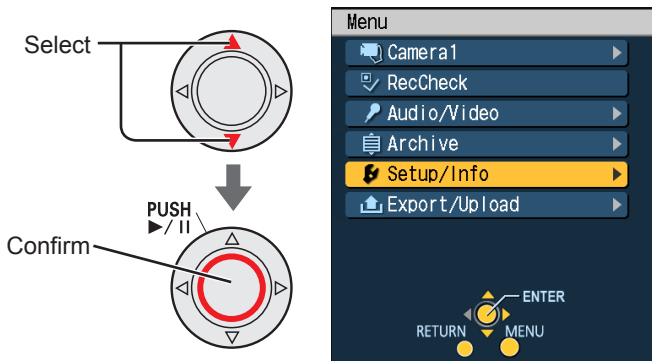 Select
PUSH
▶/II
Confirm
Menu
Camera1
RecCheck
Audio/Video
Archive
Setup/Info
Export/Upload
ENTER
RETURN
MENU